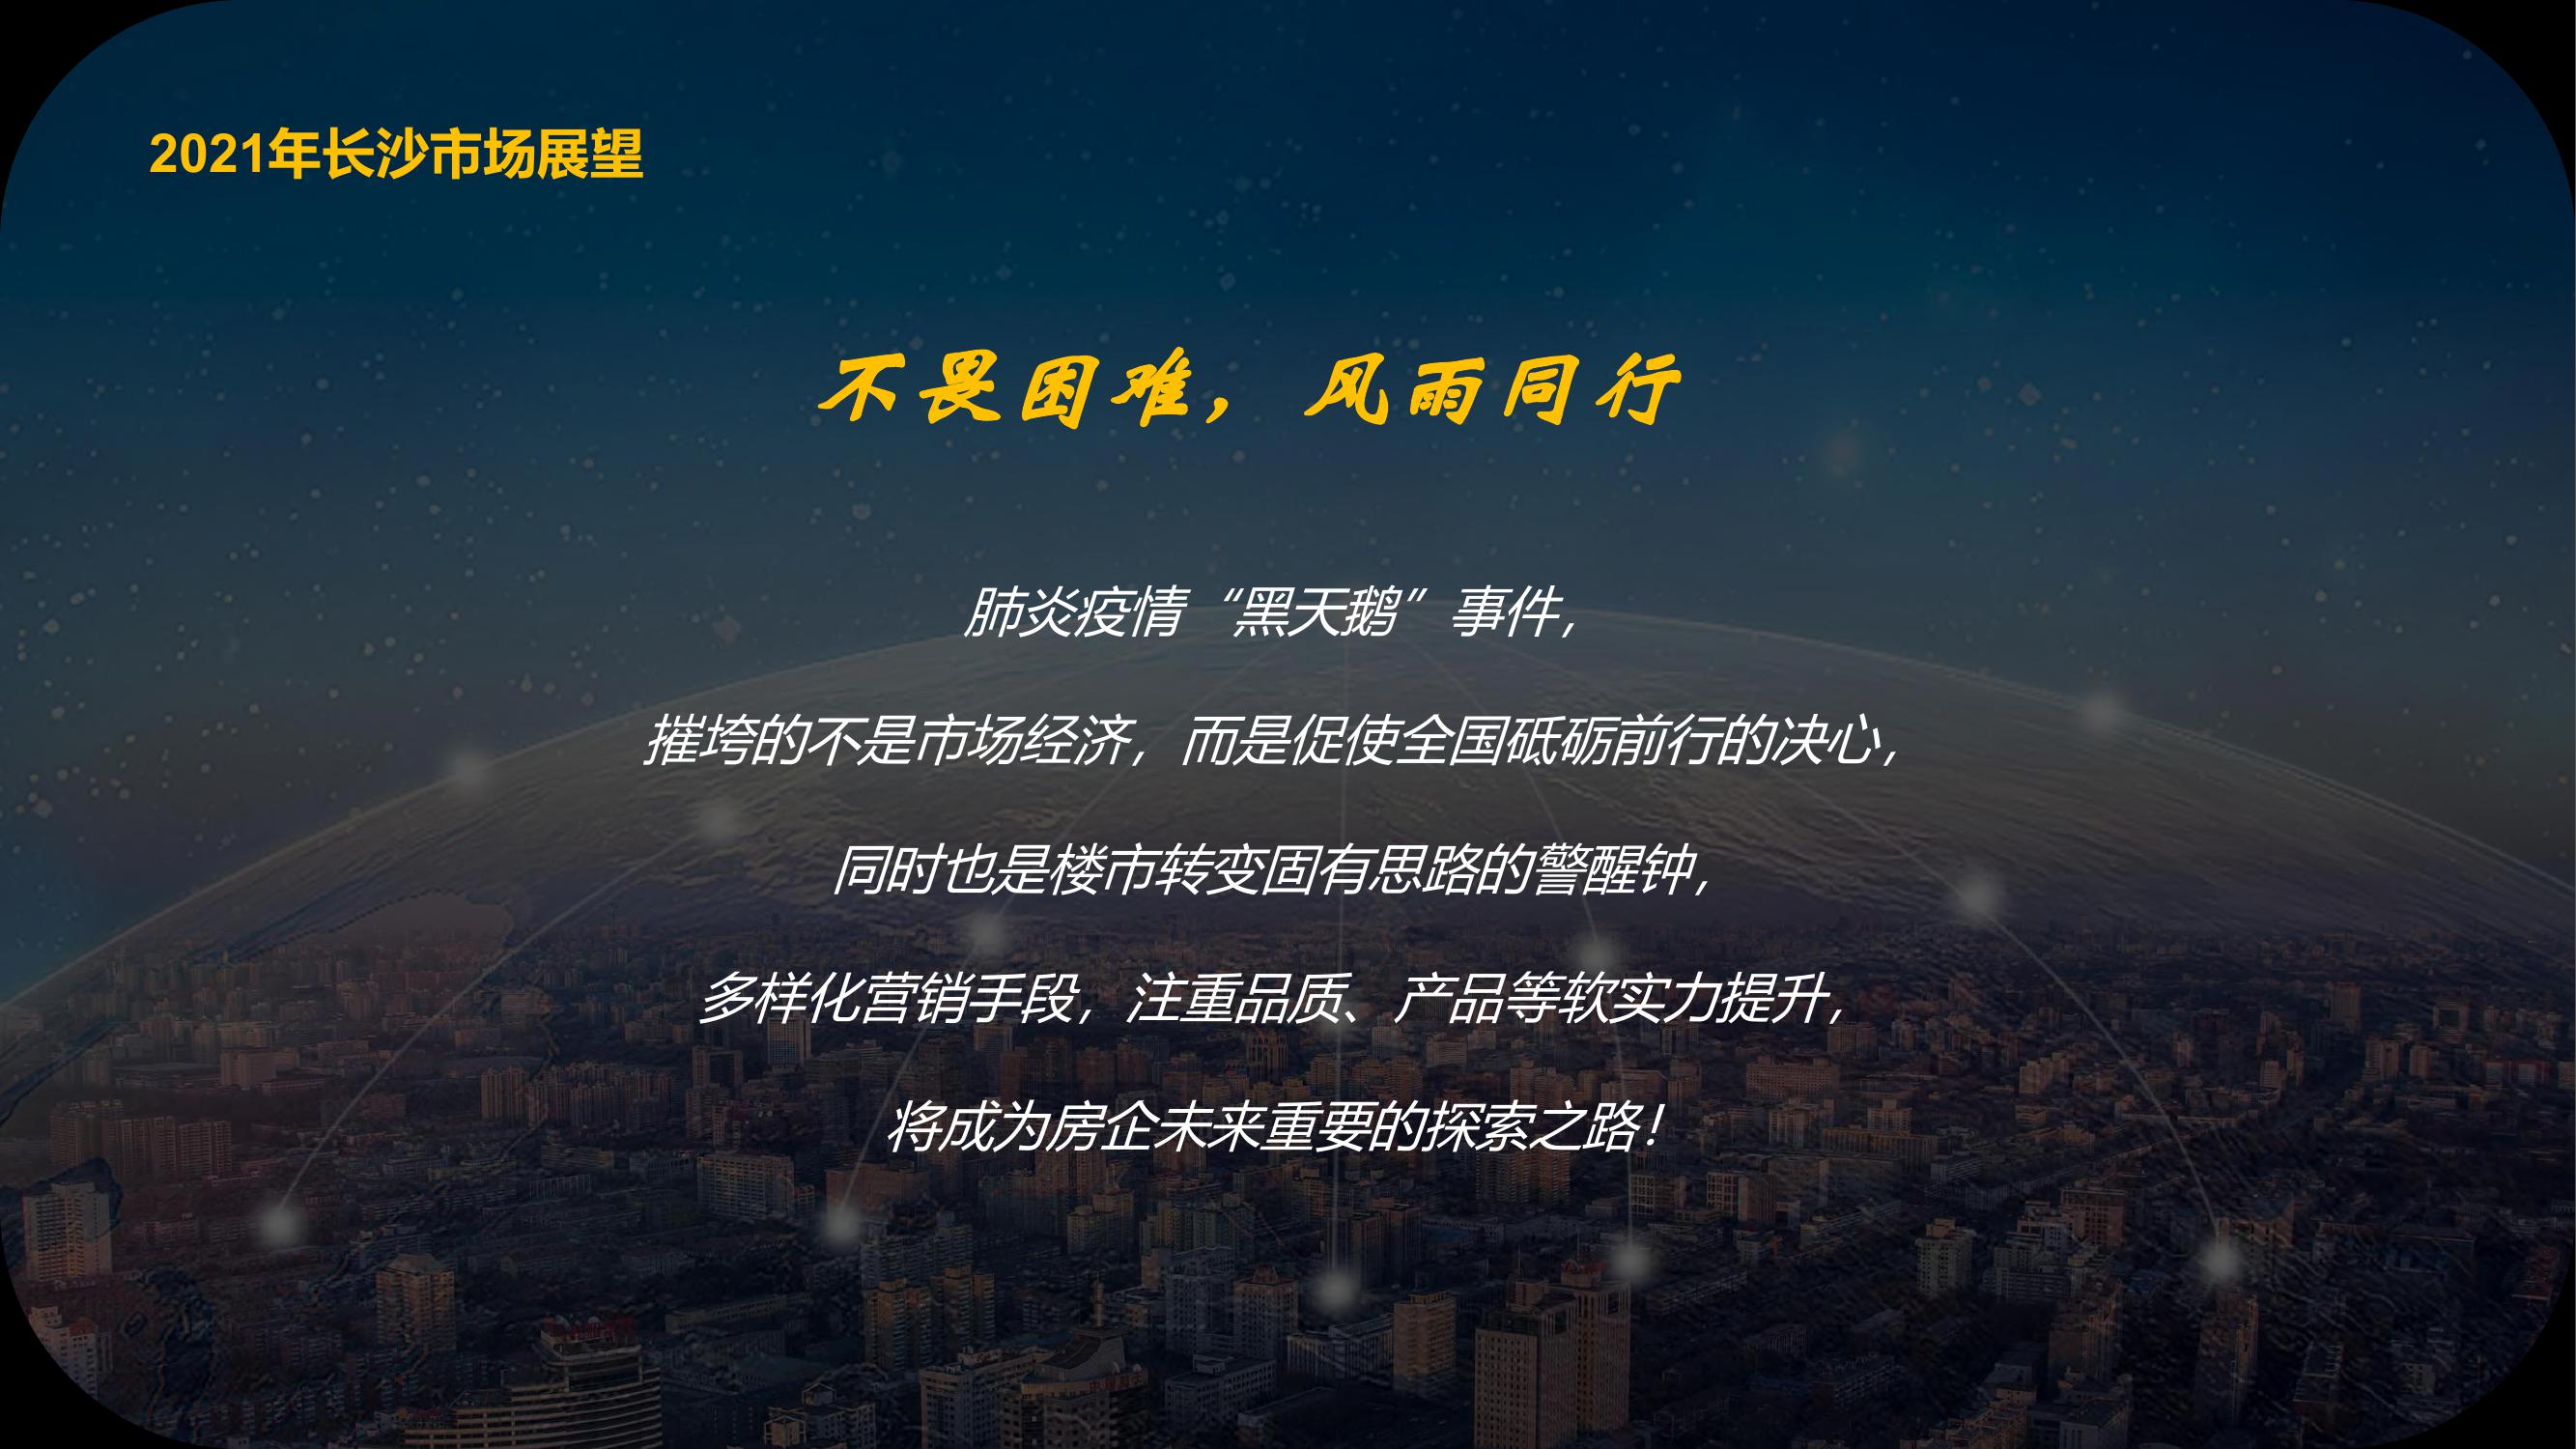 2021年长沙市场展望
不畏困难，风雨同行
肺炎疫情“黑天鹅”事件，
摧垮的不是市场经济，而是促使全国砥砺前行的决心，
同时也是楼市转变固有思路的警醒钟，
多样化营销手段，注重品质、产品等软实力提升，
将成为房企未来重要的探索之路！